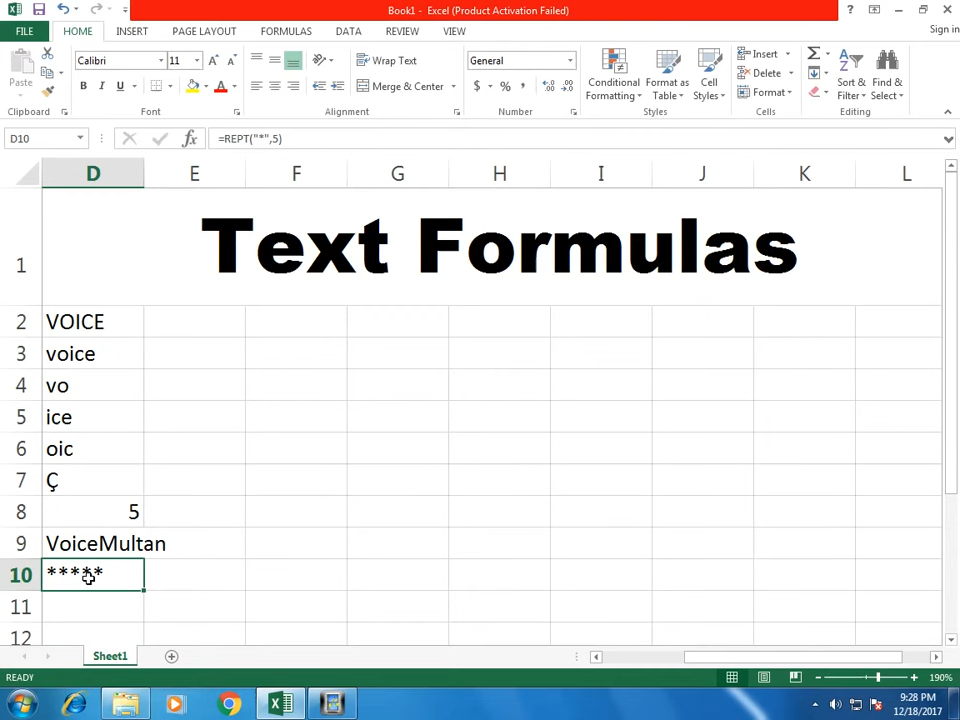 Book1 - Excel (Product Activation Failed)
Sign in
FILE HOME INSERT PAGE LAYOUT FORMULAS DATA REVIEW VIEW
Calibri 11 A A Wrap Text General Insert
Paste B I U A Merge & Center $ % , Conditional Formatting Format as Table Cell Styles Delete Format Sort & Filter Find & Select
Clipboard Font Alignment Number Styles Cells Editing
D10 fx =REPT("*",5)
D E F G H I J K L
1 Text Formulas
2 VOICE
3 voice
4 vo
5 ice
6 oic
7 Ç
8 5
9 VoiceMultan
10 *****
11
12
Sheet1
READY 190%
9:28 PM
12/18/2017